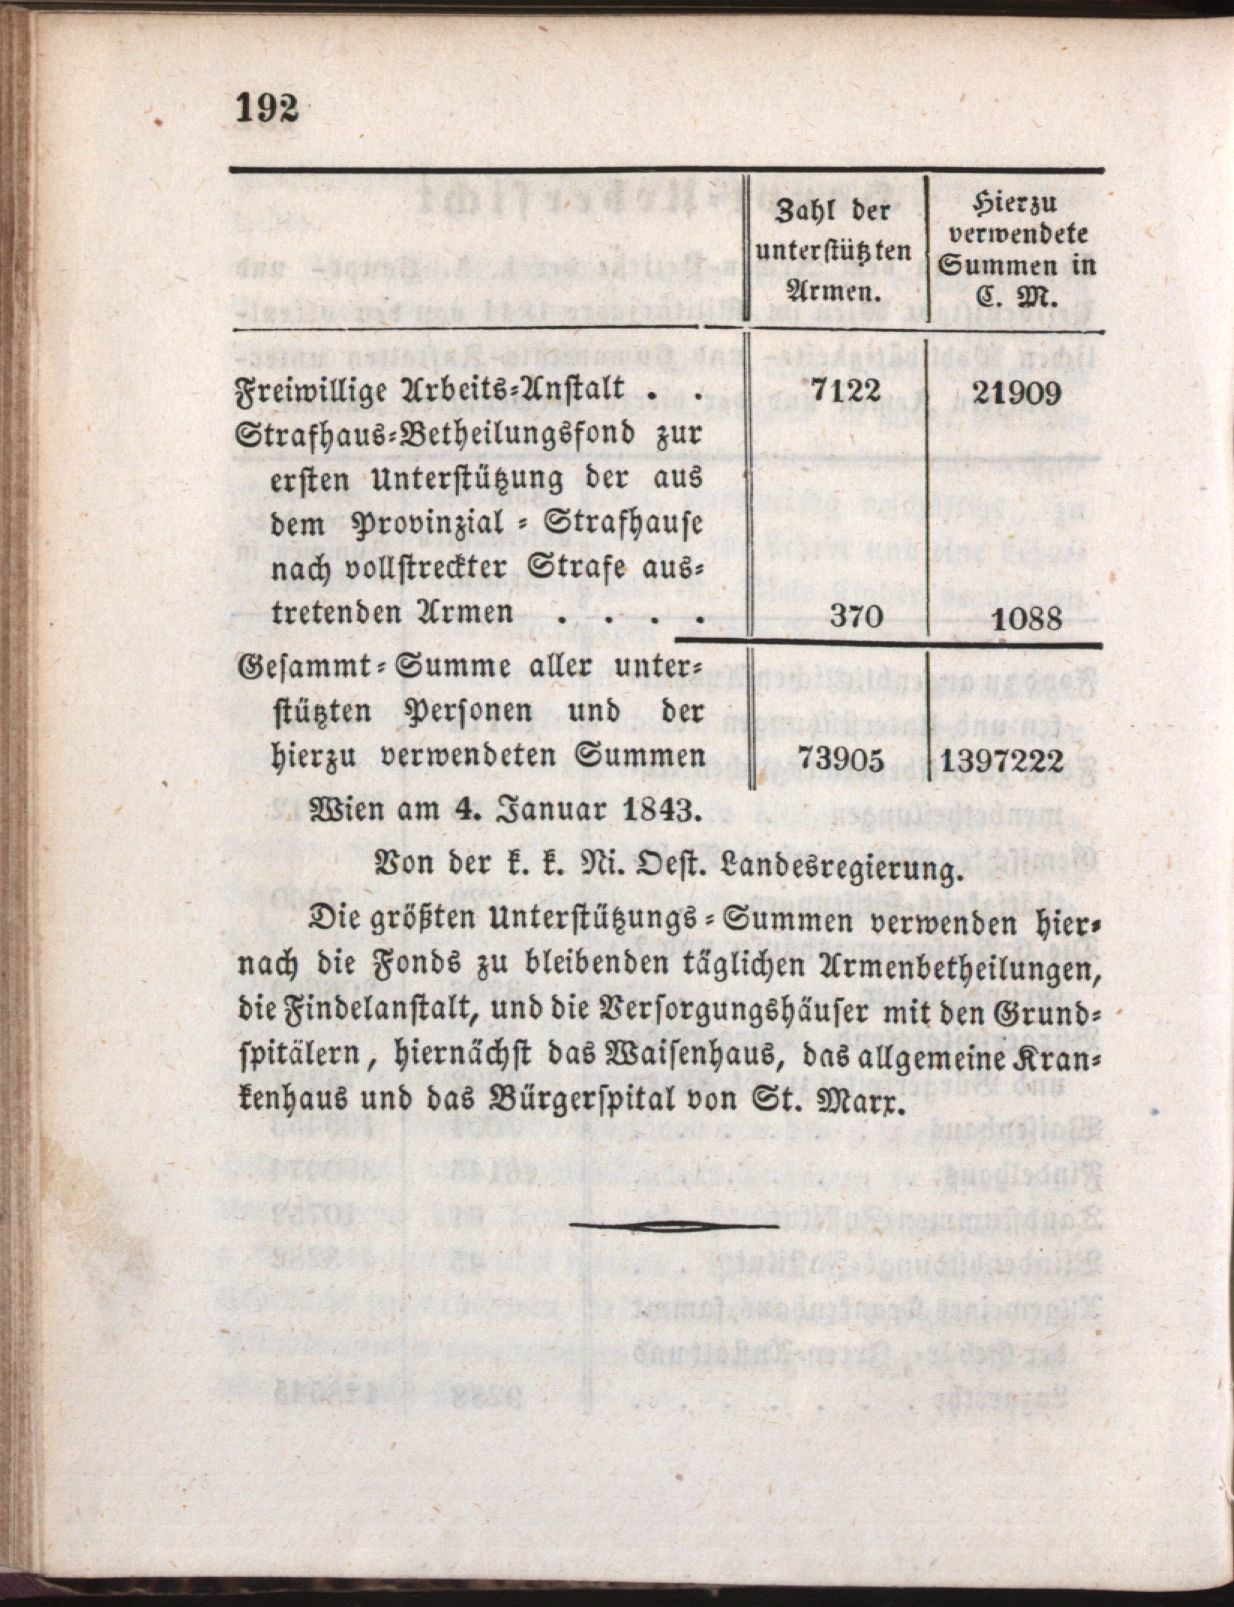 192
Zahl der
unterstützten
Armen.
Hierzu
verwendete
Summen in
C. M.
Freiwillige Arbeits-Anstalt . . 7122 21909
Strafhaus-Betheilungsfond zur
ersten Unterstützung der aus
dem Provinzial-Strafhause
nach vollstreckter Strafe aus-
tretenden Armen . . . . 370 1088
Gesammt-Summe aller unter-
stützten Personen und der
hierzu verwendeten Summen 73905 1397222
Wien am 4. Januar 1843.
Von der k. k. Ni. Oest. Landesregierung.
Die größten Unterstützungs-Summen verwenden hier-
nach die Fonds zu bleibenden täglichen Armenbetheilungen,
die Findelanstalt, und die Versorgungshäuser mit den Grund-
spitälern, hiernächst das Waisenhaus, das allgemeine Kran-
kenhaus und das Bürgerspital von St. Marx.